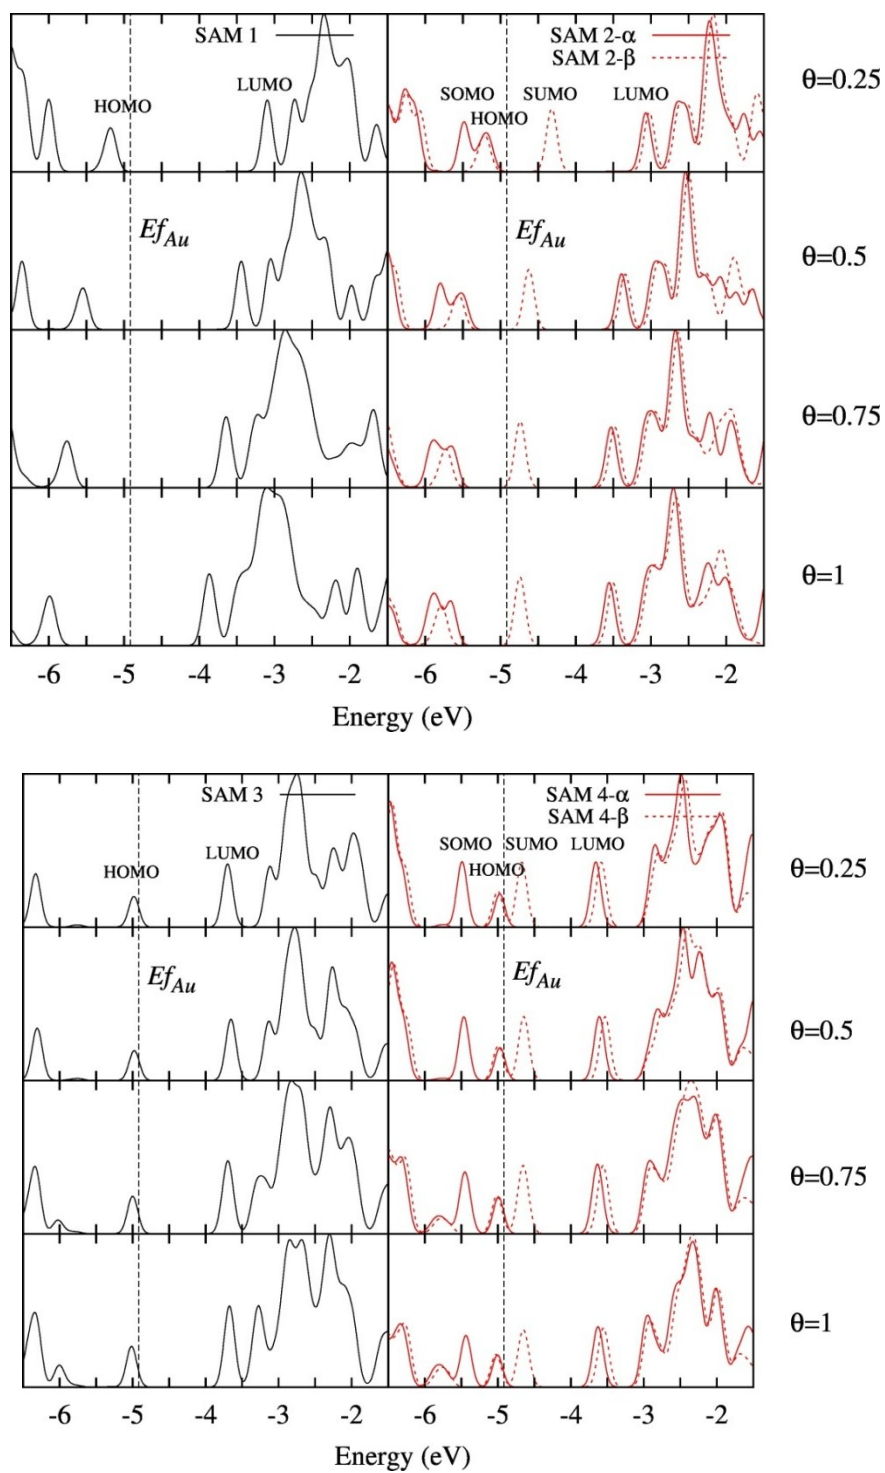 SAM 1
SAM 2-α
SAM 2-β
θ=0.25
HOMO
LUMO
SOMO
HOMO
SUMO
LUMO
Ef_Au
Ef_Au
θ=0.5
θ=0.75
θ=1
-6 -5 -4 -3 -2
-6 -5 -4 -3 -2
Energy (eV)
SAM 3
SAM 4-α
SAM 4-β
HOMO
LUMO
SOMO
HOMO
SUMO
LUMO
θ=0.25
Ef_Au
Ef_Au
θ=0.5
θ=0.75
θ=1
-6 -5 -4 -3 -2
-6 -5 -4 -3 -2
Energy (eV)